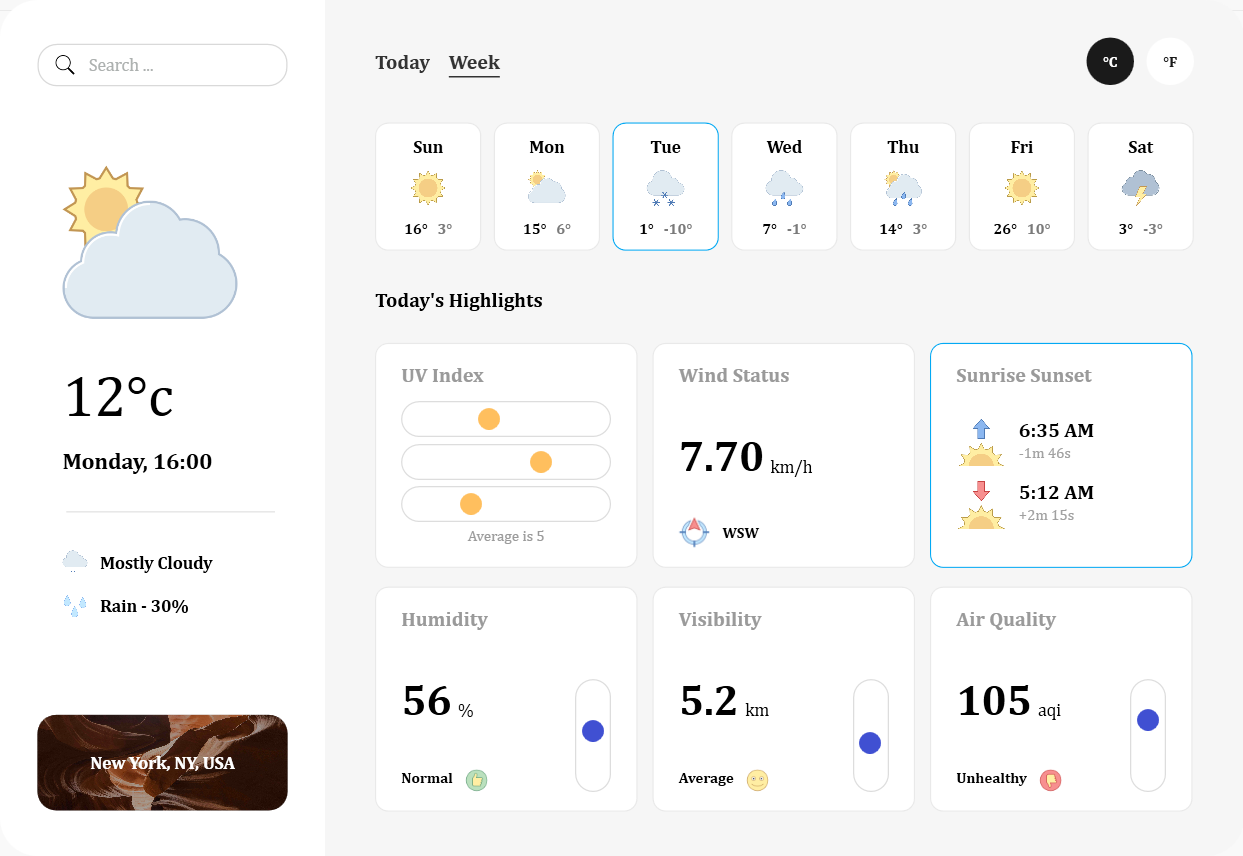 Search ...
12°c
Monday, 16:00
Mostly Cloudy
Rain - 30%
New York, NY, USA
Today Week
°C °F
Sun Mon Tue Wed Thu Fri Sat
16° 3° 15° 6° 1° -10° 7° -1° 14° 3° 26° 10° 3° -3°
Today's Highlights
UV Index
Average is 5
Wind Status
7.70 km/h
WSW
Sunrise Sunset
6:35 AM
-1m 46s
5:12 AM
+2m 15s
Humidity
56 %
Normal
Visibility
5.2 km
Average
Air Quality
105 aqi
Unhealthy